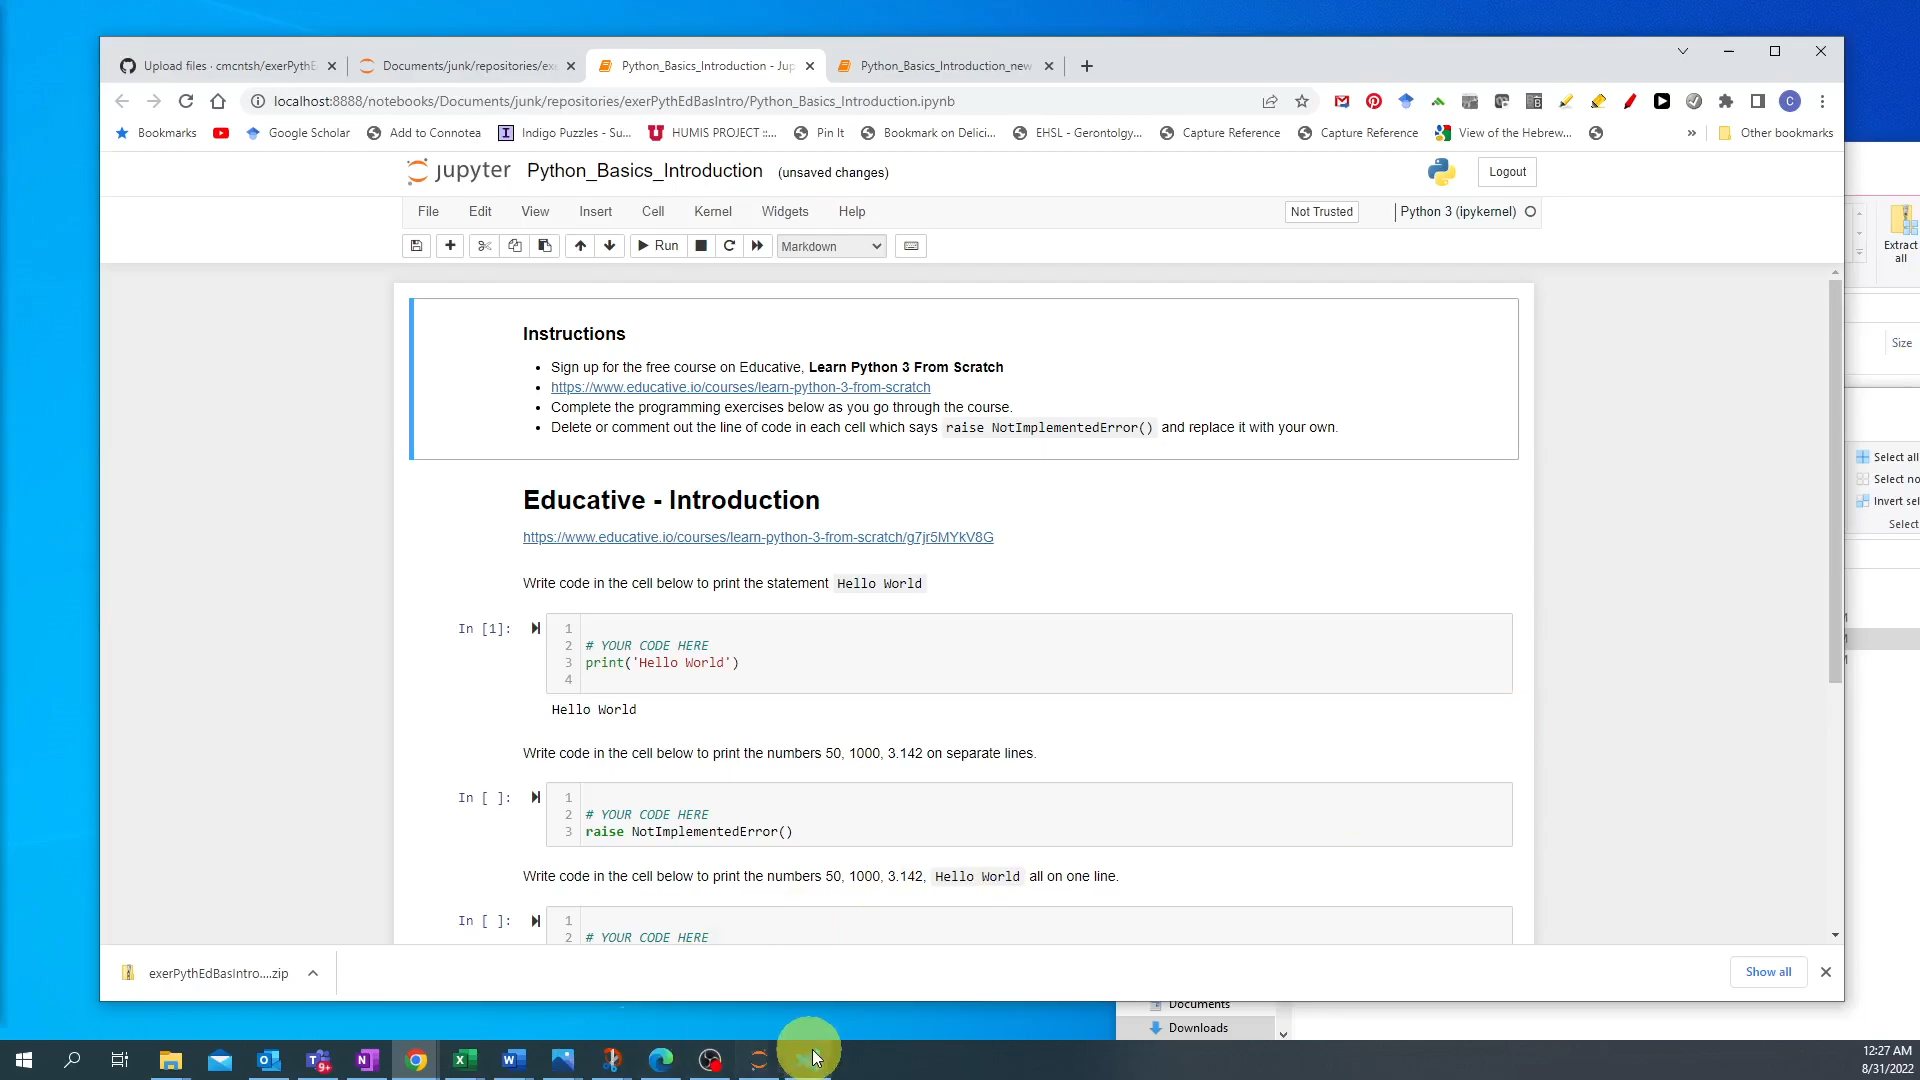 Upload files · cmcntsh/exerPythE
Documents/junk/repositories/exe
Python_Basics_Introduction - Jup
Python_Basics_Introduction_new
localhost:8888/notebooks/Documents/junk/repositories/exerPythEdBasIntro/Python_Basics_Introduction.ipynb
C
Bookmarks
Google Scholar
Add to Connotea
Indigo Puzzles - Su...
HUMIS PROJECT ::...
Pin It
Bookmark on Delici...
EHSL - Gerontolgy...
Capture Reference
Capture Reference
View of the Hebrew...
»
Other bookmarks
jupyter Python_Basics_Introduction (unsaved changes)
Logout
File Edit View Insert Cell Kernel Widgets Help
Not Trusted
Python 3 (ipykernel)
Run
Markdown
Extract
all
Size
Instructions
• Sign up for the free course on Educative, Learn Python 3 From Scratch
• https://www.educative.io/courses/learn-python-3-from-scratch
• Complete the programming exercises below as you go through the course.
• Delete or comment out the line of code in each cell which says raise NotImplementedError() and replace it with your own.
Select all
Select no
Invert sel
Select
Educative - Introduction
https://www.educative.io/courses/learn-python-3-from-scratch/g7jr5MYkV8G
Write code in the cell below to print the statement Hello World
In [1]:
1
2 # YOUR CODE HERE
3 print('Hello World')
4
Hello World
Write code in the cell below to print the numbers 50, 1000, 3.142 on separate lines.
In [ ]:
1
2 # YOUR CODE HERE
3 raise NotImplementedError()
Write code in the cell below to print the numbers 50, 1000, 3.142, Hello World all on one line.
In [ ]:
1
2 # YOUR CODE HERE
exerPythEdBasIntro....zip
Show all
Documents
Downloads
9+
12:27 AM
8/31/2022